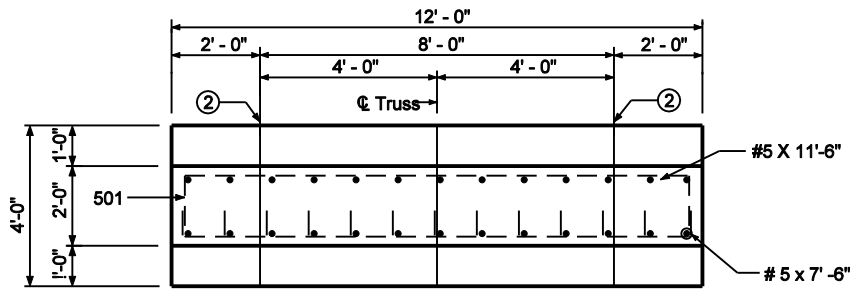 12' - 0"
2' - 0" 8' - 0" 2' - 0"
4' - 0" 4' - 0"
2 ℄ Truss 2
1'-0"
#5 X 11'-6"
4'-0" 2'-0" 501
1'-0"
# 5 x 7' -6"